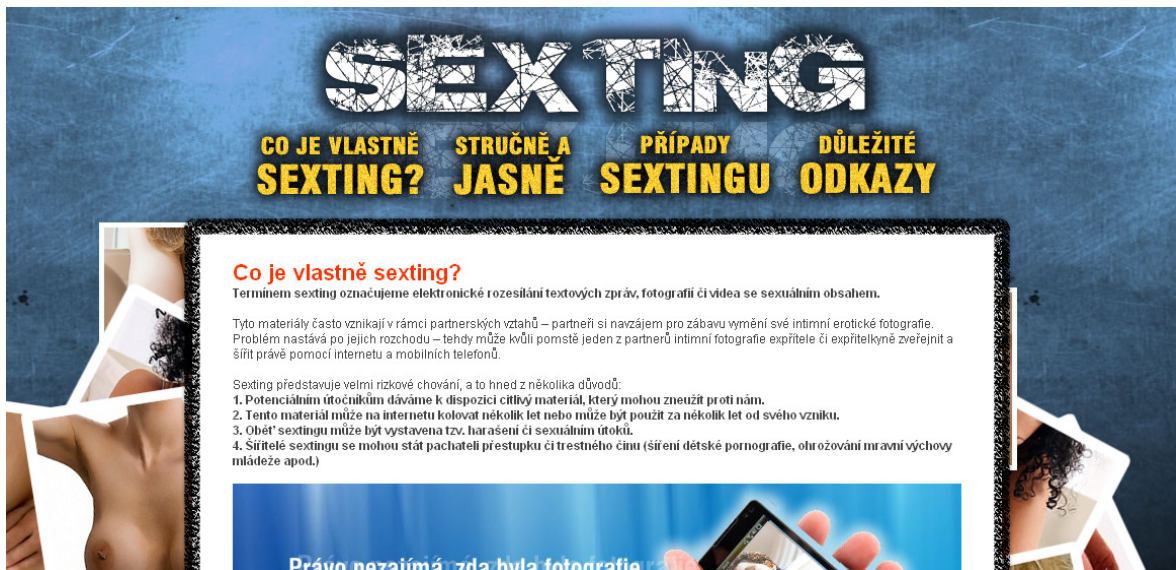 SEXTING
CO JE VLASTNĚ SEXTING?
STRUČNĚ A JASNĚ
PŘÍPADY SEXTINGU
DŮLEŽITÉ ODKAZY
Co je vlastně sexting?
Termínem sexting označujeme elektronické rozesílání textových zpráv, fotografií či videa se sexuálním obsahem.
Tyto materiály často vznikají v rámci partnerských vztahů – partneři si navzájem pro zábavu vymění své intimní erotické fotografie.
Problém nastává po jejich rozchodu – tehdy může kvůli pomstě jeden z partnerů intimní fotografie expřítele či expřítelkyně zveřejnit a
šířit právě pomocí internetu a mobilních telefonů.
Sexting představuje velmi rizkové chování, a to hned z několika důvodů:
1. Potenciálním útočníkům dáváme k dispozici citlivý materiál, který mohou zneužít proti nám.
2. Tento materiál může na internetu kolovat několik let nebo může být použit za několik let od svého vzniku.
3. Oběť sextingu může být vystavena tzv. harašení či sexuálním útoků.
4. Šiřitelé sextingu se mohou stát pachateli přestupku či trestného činu (šíření dětské pornografie, ohrožování mravní výchovy
mládeže apod.)
Právo nezajímá, zda byla fotografie